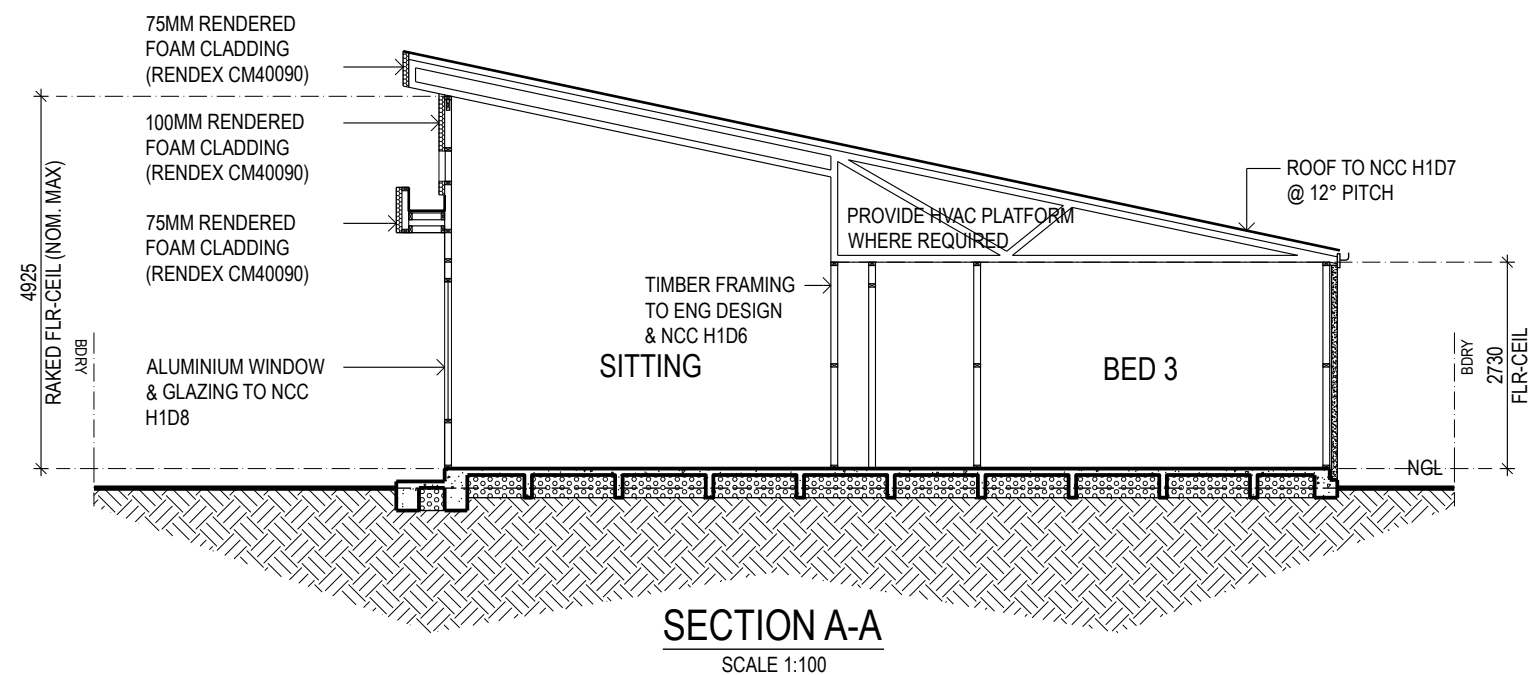 75MM RENDERED
FOAM CLADDING
(RENDEX CM40090)
100MM RENDERED
FOAM CLADDING
(RENDEX CM40090)
75MM RENDERED
FOAM CLADDING
(RENDEX CM40090)
4925
RAKED FLR-CEIL (NOM. MAX)
BDRY
ALUMINIUM WINDOW
& GLAZING TO NCC
H1D8
ROOF TO NCC H1D7
@ 12° PITCH
PROVIDE HVAC PLATFORM
WHERE REQUIRED
TIMBER FRAMING
TO ENG DESIGN
& NCC H1D6
SITTING
BED 3
BDRY
2730
FLR-CEIL
NGL
SECTION A-A
SCALE 1:100